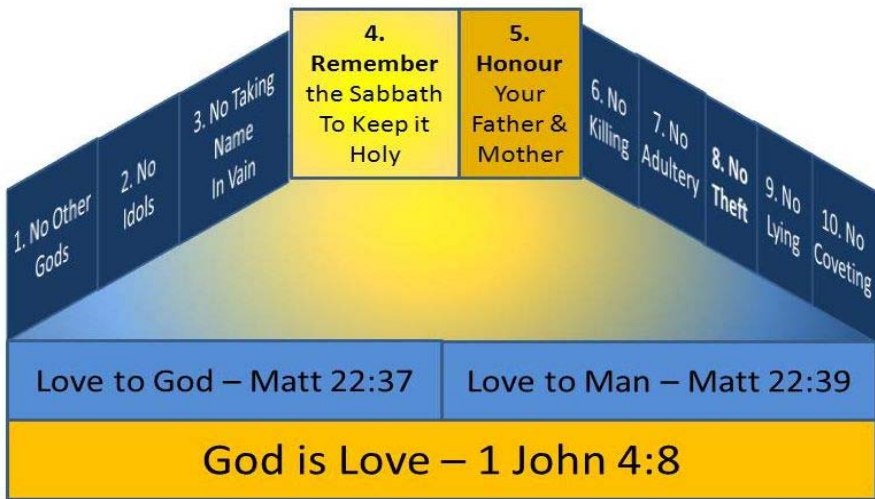 1. No Other
Gods
2. No
Idols
3. No Taking
Name
In Vain
4.
Remember
the Sabbath
To Keep it
Holy
5.
Honour
Your
Father &
Mother
6. No
Killing
7. No
Adultery
8. No
Theft
9. No
Lying
10. No
Coveting
Love to God – Matt 22:37
Love to Man – Matt 22:39
God is Love – 1 John 4:8